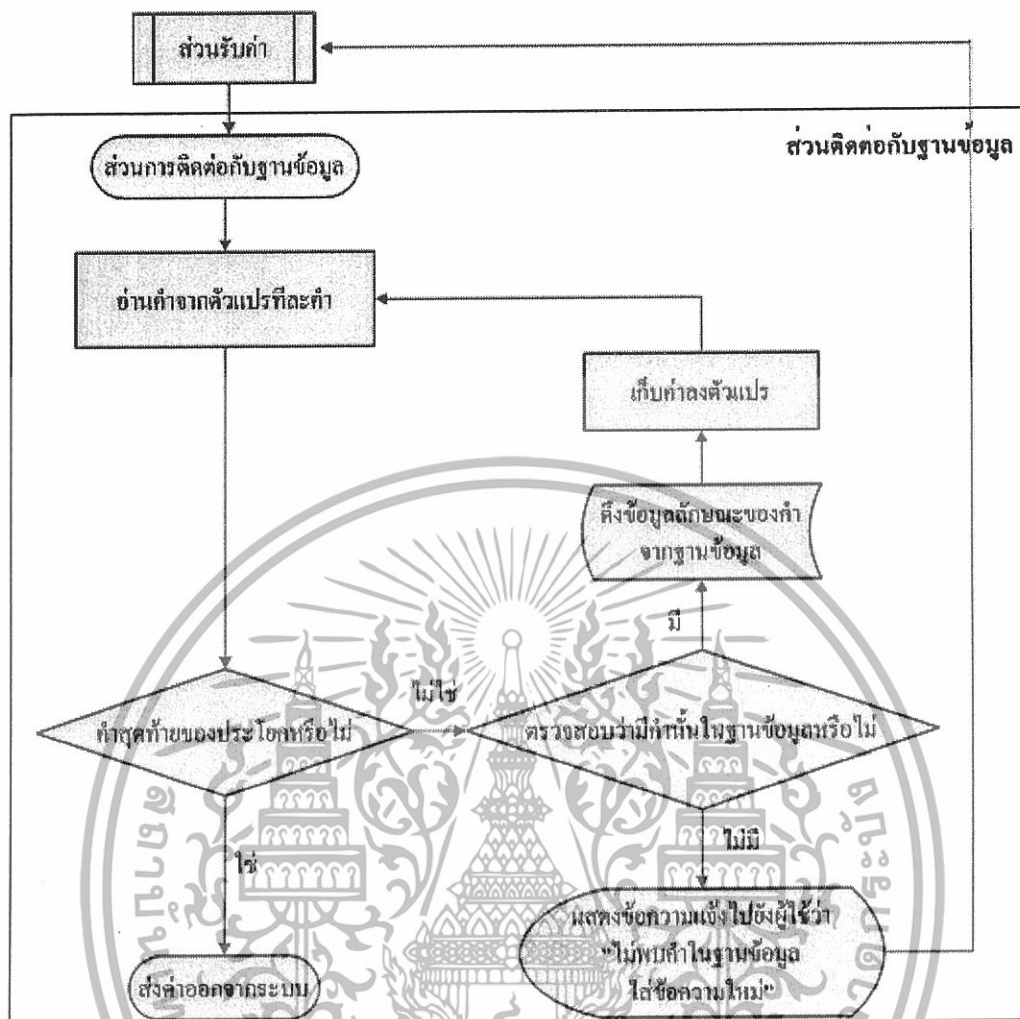 ส่วนรับค่า
ส่วนติดต่อกับฐานข้อมูล
ส่วนการติดต่อกับฐานข้อมูล
อ่านคำจากตัวแปรทีละคำ
เก็บค่าลงตัวแปร
ดึงข้อมูลลักษณะของคำ
จากฐานข้อมูล
มี
คำสุดท้ายของประโยคหรือไม่
ไม่ใช่
ตรวจสอบว่ามีคำนั้นในฐานข้อมูลหรือไม่
ใช่
ไม่มี
แสดงข้อความแจ้งไปยังผู้ใช้ว่า
"ไม่พบคำในฐานข้อมูล
ใส่ข้อความใหม่"
ส่งค่าออกจากระบบ